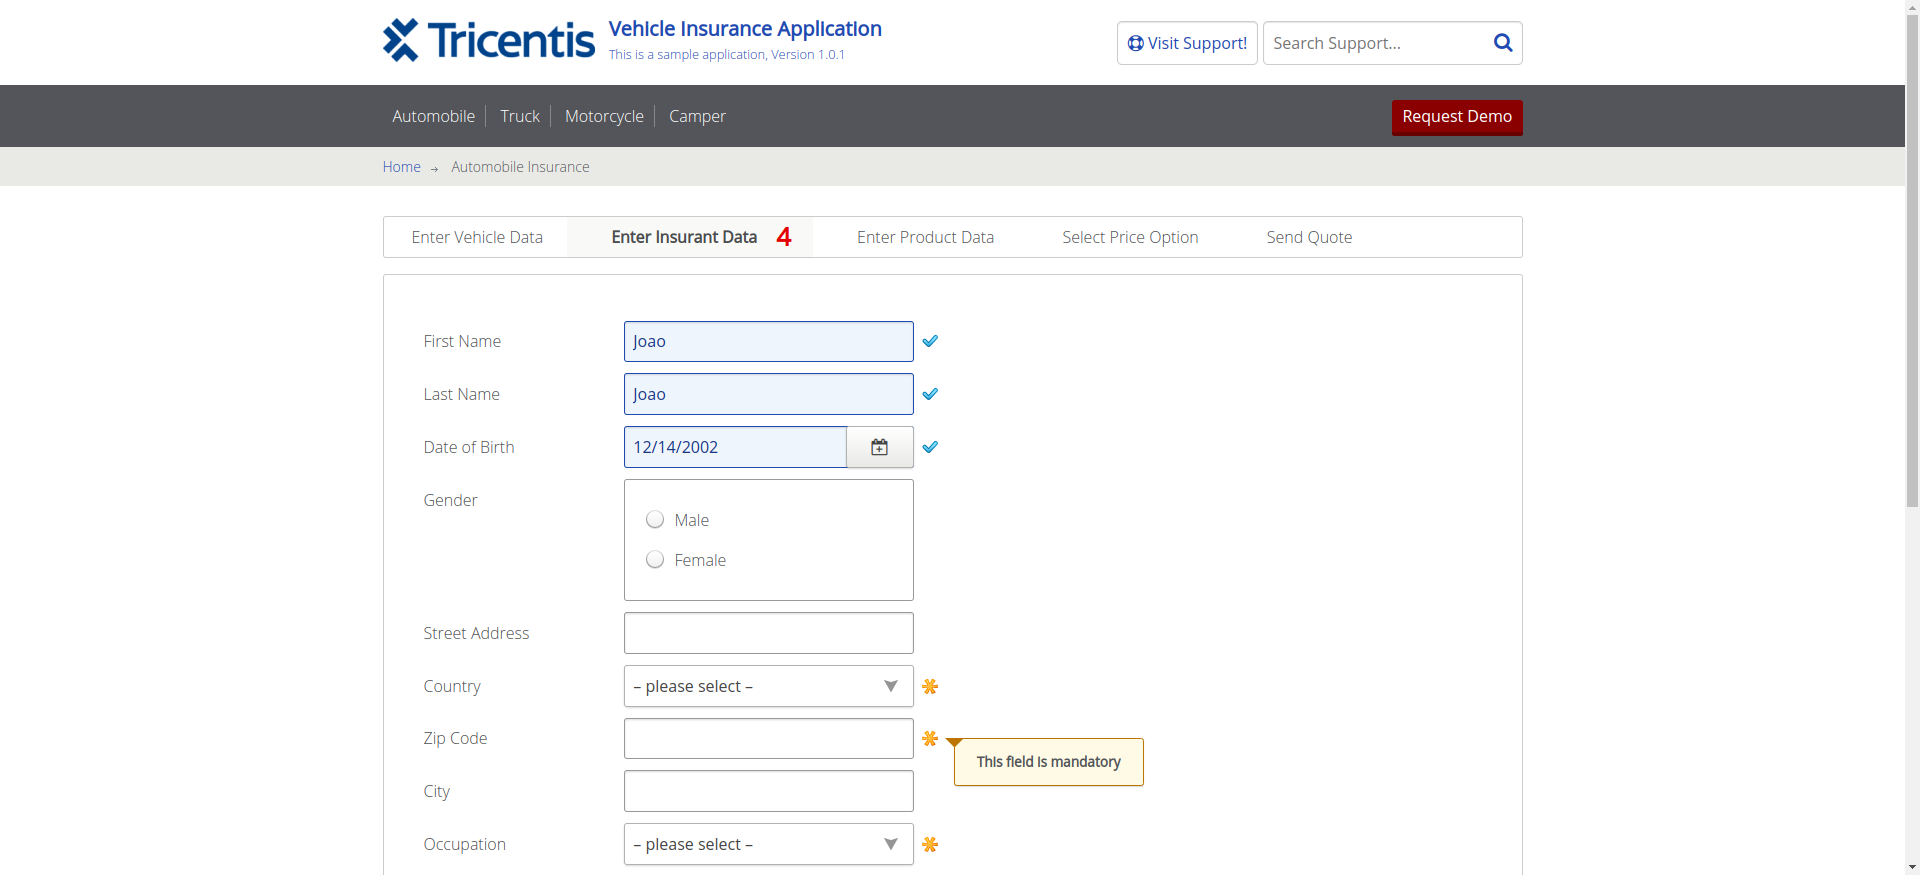 Tricentis
Vehicle Insurance Application
This is a sample application, Version 1.0.1
Visit Support!
Search Support...
Automobile
Truck
Motorcycle
Camper
Request Demo
Home → Automobile Insurance
Enter Vehicle Data
Enter Insurant Data 4
Enter Product Data
Select Price Option
Send Quote
First Name
Joao
Last Name
Joao
Date of Birth
12/14/2002
Gender
Male
Female
Street Address
Country
– please select –
Zip Code
This field is mandatory
City
Occupation
– please select –